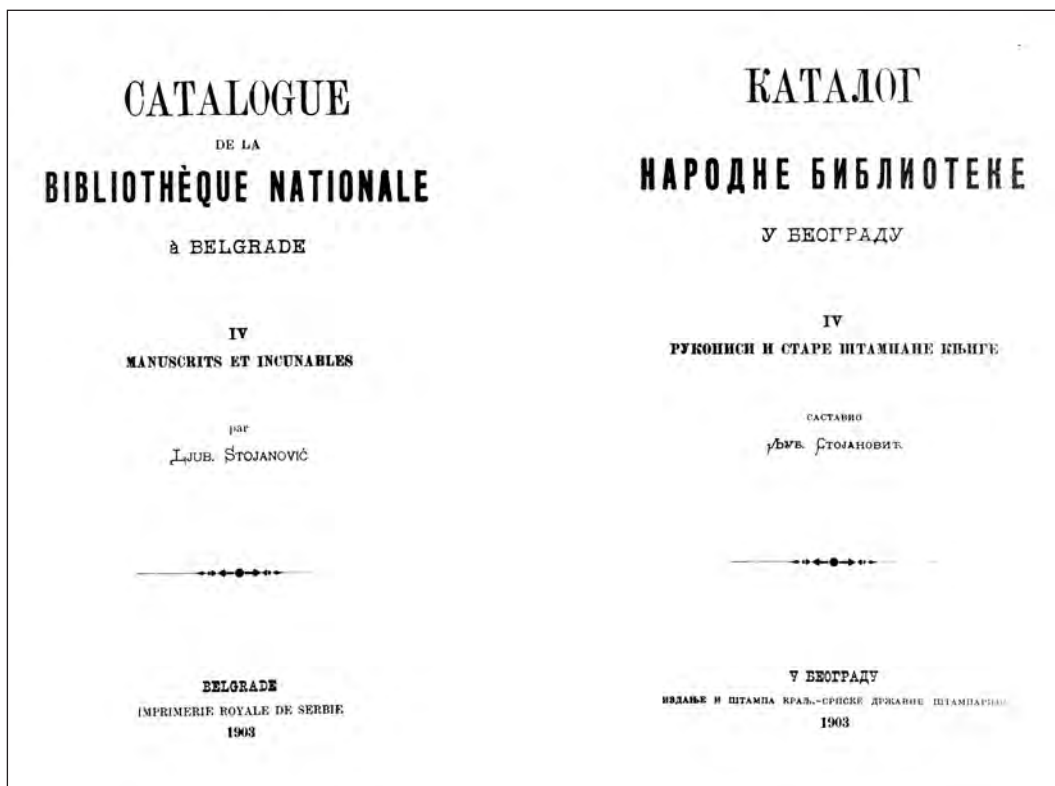 CATALOGUE
DE LA
BIBLIOTHÈQUE NATIONALE
à BELGRADE
IV
MANUSCRITS ET INCUNABLES
par
LJUB. STOJANOVIĆ
BELGRADE
IMPRIMERIE ROYALE DE SERBIE
1903
КАТАЛОГ
НАРОДНЕ БИБЛИОТЕКЕ
У БЕОГРАДУ
IV
РУКОПИСИ И СТАРЕ ШТАМПАНЕ КЊИГЕ
САСТАВИО
ЉУБ. СТОЈАНОВИЋ
У БЕОГРАДУ
ИЗДАЊЕ И ШТАМПА КРАЉ.-СРПСКЕ ДРЖАВНЕ
1903